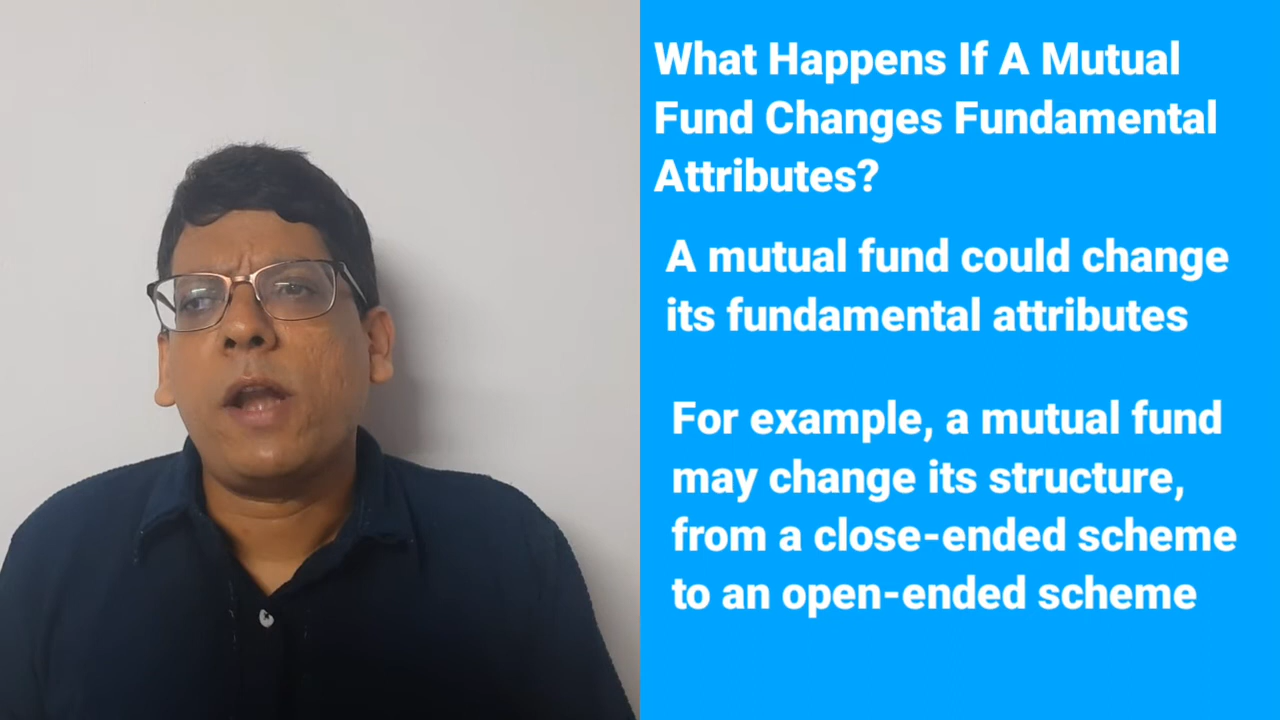 What Happens If A Mutual
Fund Changes Fundamental
Attributes?
A mutual fund could change
its fundamental attributes
For example, a mutual fund
may change its structure,
from a close-ended scheme
to an open-ended scheme